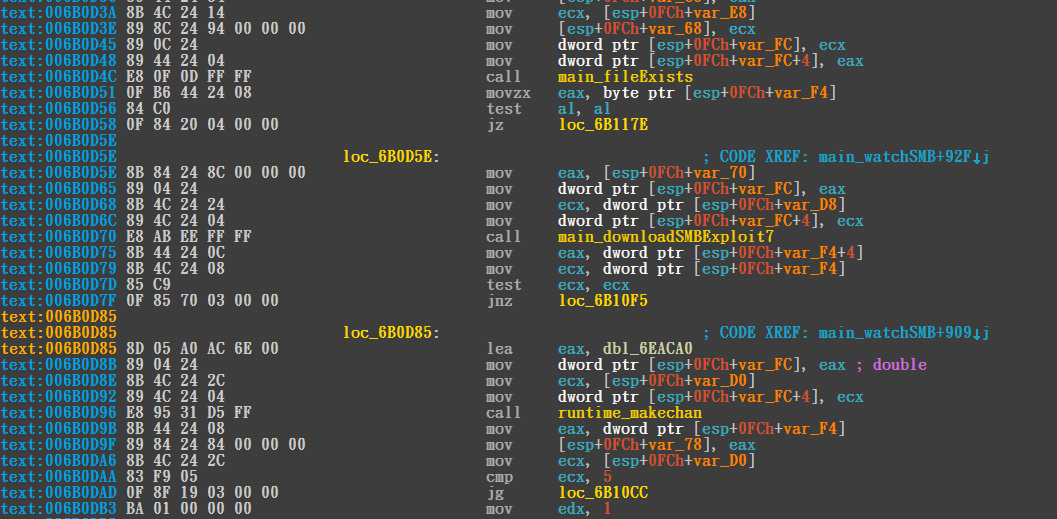 text:006B0D3A 8B 4C 24 14 mov ecx, [esp+0FCh+var_E8]
text:006B0D3E 89 8C 24 94 00 00 00 mov [esp+0FCh+var_68], ecx
text:006B0D45 89 0C 24 mov dword ptr [esp+0FCh+var_FC], ecx
text:006B0D48 89 44 24 04 mov dword ptr [esp+0FCh+var_FC+4], eax
text:006B0D4C E8 0F 0D FF FF call main_fileExists
text:006B0D51 0F B6 44 24 08 movzx eax, byte ptr [esp+0FCh+var_F4]
text:006B0D56 84 C0 test al, al
text:006B0D58 0F 84 20 04 00 00 jz loc_6B117E
text:006B0D5E
text:006B0D5E loc_6B0D5E: ; CODE XREF: main_watchSMB+92F↓j
text:006B0D5E 8B 84 24 8C 00 00 00 mov eax, [esp+0FCh+var_70]
text:006B0D65 89 04 24 mov dword ptr [esp+0FCh+var_FC], eax
text:006B0D68 8B 4C 24 24 mov ecx, dword ptr [esp+0FCh+var_D8]
text:006B0D6C 89 4C 24 04 mov dword ptr [esp+0FCh+var_FC+4], ecx
text:006B0D70 E8 AB EE FF FF call main_downloadSMBExploit7
text:006B0D75 8B 44 24 0C mov eax, dword ptr [esp+0FCh+var_F4+4]
text:006B0D79 8B 4C 24 08 mov ecx, dword ptr [esp+0FCh+var_F4]
text:006B0D7D 85 C9 test ecx, ecx
text:006B0D7F 0F 85 70 03 00 00 jnz loc_6B10F5
text:006B0D85
text:006B0D85 loc_6B0D85: ; CODE XREF: main_watchSMB+909↓j
text:006B0D85 8D 05 A0 AC 6E 00 lea eax, dbl_6EACA0
text:006B0D8B 89 04 24 mov dword ptr [esp+0FCh+var_FC], eax ; double
text:006B0D8E 8B 4C 24 2C mov ecx, [esp+0FCh+var_D0]
text:006B0D92 89 4C 24 04 mov dword ptr [esp+0FCh+var_FC+4], ecx
text:006B0D96 E8 95 31 D5 FF call runtime_makechan
text:006B0D9B 8B 44 24 08 mov eax, dword ptr [esp+0FCh+var_F4]
text:006B0D9F 89 84 24 84 00 00 00 mov [esp+0FCh+var_78], eax
text:006B0DA6 8B 4C 24 2C mov ecx, [esp+0FCh+var_D0]
text:006B0DAA 83 F9 05 cmp ecx, 5
text:006B0DAD 0F 8F 19 03 00 00 jg loc_6B10CC
text:006B0DB3 BA 01 00 00 00 mov edx, 1